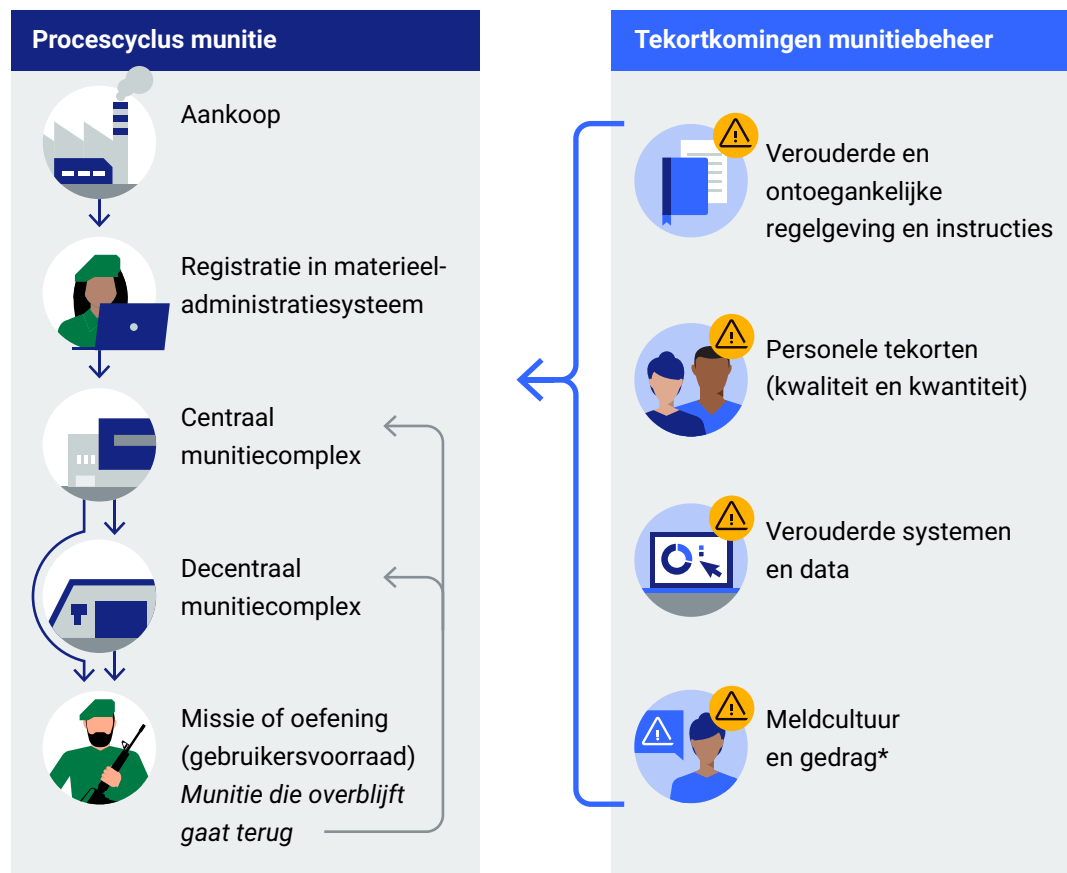 Procescyclus munitie
Aankoop
Registratie in materieel-
administratiesysteem
Centraal
munitiecomplex
Decentraal
munitiecomplex
Missie of oefening
(gebruikersvoorraad)
Munitie die overblijft
gaat terug
Tekortkomingen munitiebeheer
Verouderde en
ontoegankelijke
regelgeving en instructies
Personele tekorten
(kwaliteit en kwantiteit)
Verouderde systemen
en data
Meldcultuur
en gedrag*